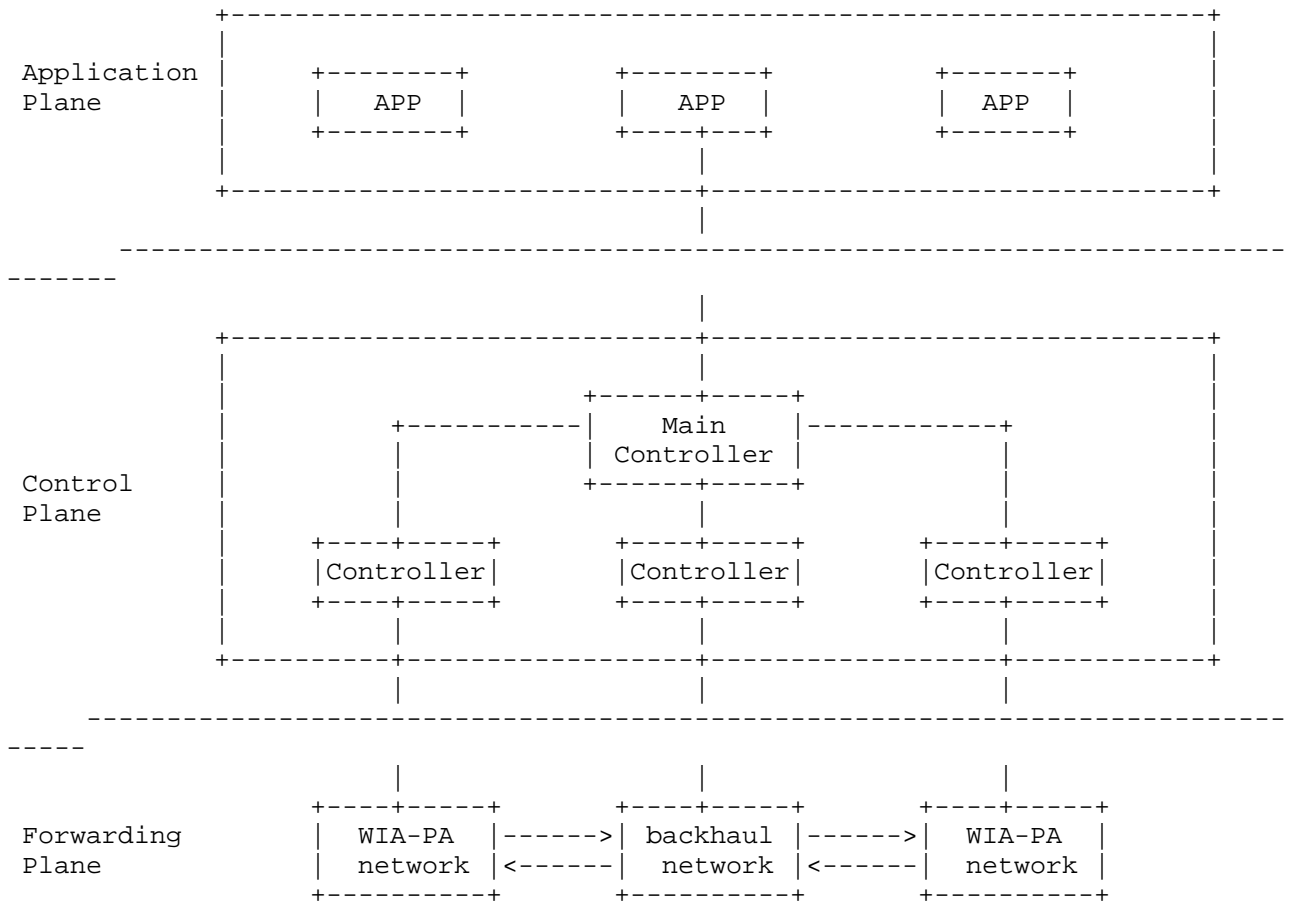 Application
Plane APP APP APP
Main
Controller
Control
Plane
Controller Controller Controller
Forwarding WIA-PA backhaul WIA-PA
Plane network network network